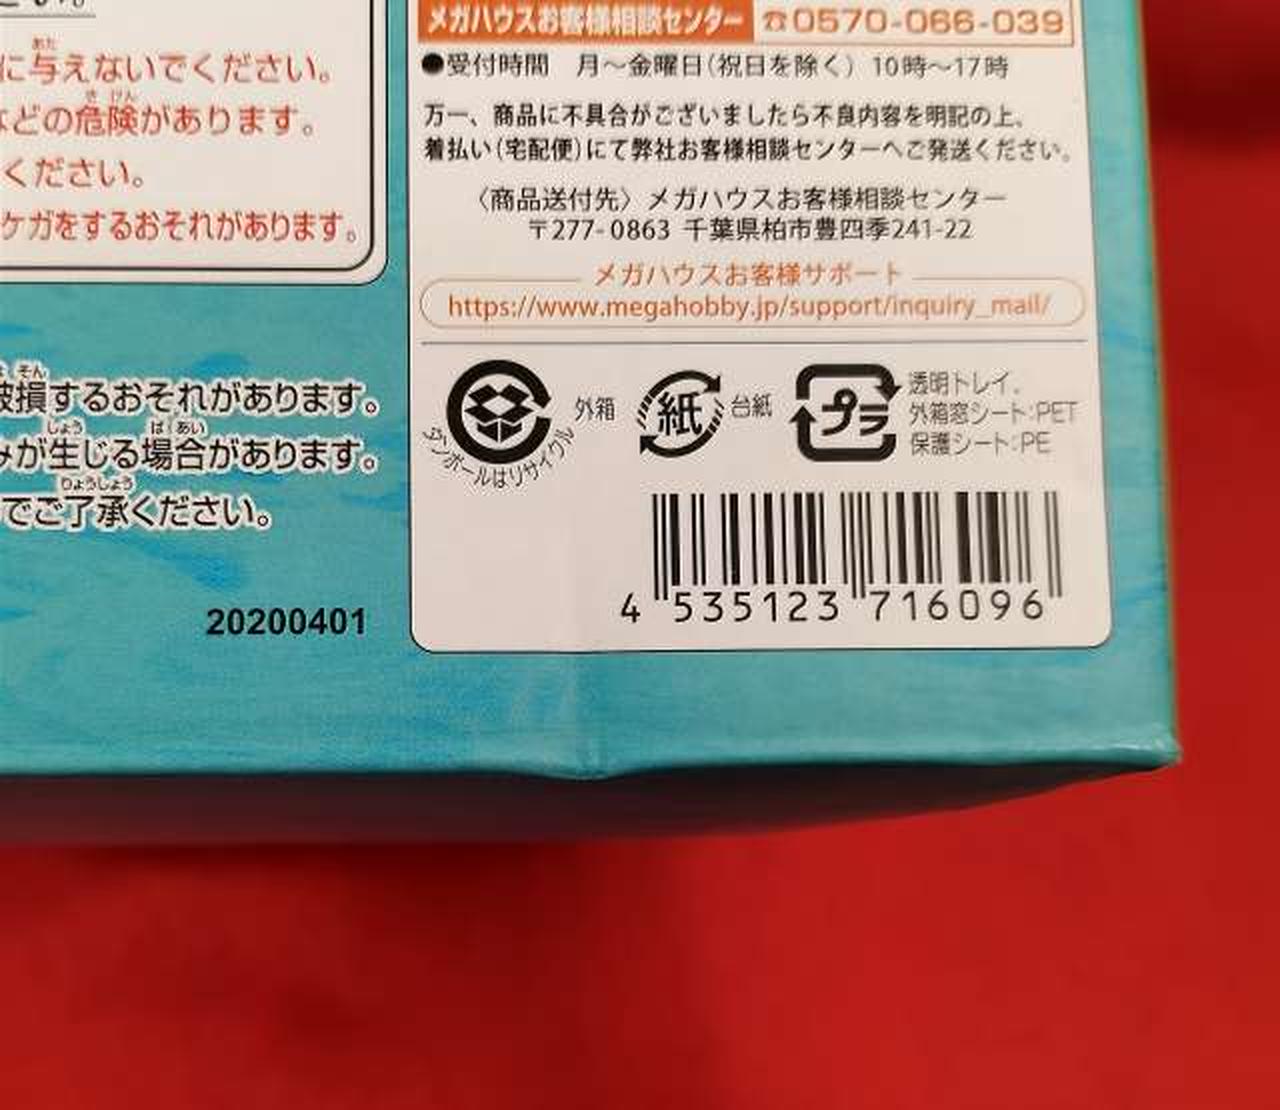 に与えないでください。
などの危険があります。
ください。
ケガをするおそれがあります。
破損するおそれがあります。
みが生じる場合があります。
でご了承ください。
20200401
メガハウスお客様相談センター ☎0570-066-039
●受付時間 月～金曜日(祝日を除く) 10時～17時
万一、商品に不具合がございましたら不良内容を明記の上、
着払い(宅配便)にて弊社お客様相談センターへご発送ください。
〈商品送付先〉メガハウスお客様相談センター
〒277-0863 千葉県柏市豊四季241-22
メガハウスお客様サポート
https://www.megahobby.jp/support/inquiry_mail/
ダンボールはリサイクル
外箱
紙
台紙
プラ
透明トレイ、
外箱窓シート:PET
保護シート:PE
4 535123 716096